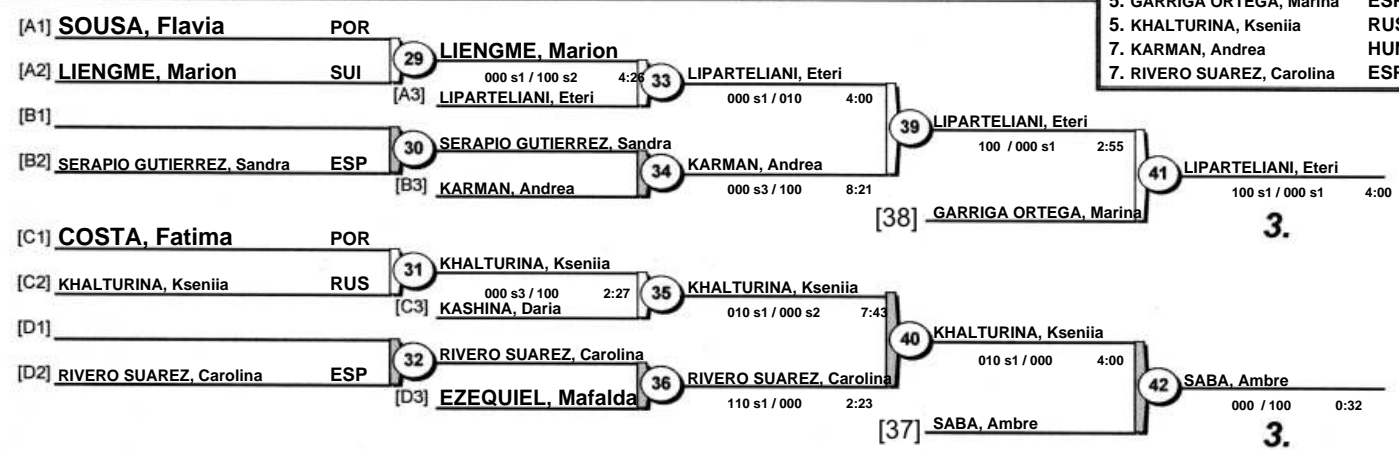 5. GARRIGA ORTEGA, Marina ESP
5. KHALTURINA, Kseniia RUS
7. KARMAN, Andrea HUN
7. RIVERO SUAREZ, Carolina ESP
[A1] SOUSA, Flavia POR
[A2] LIENGME, Marion SUI
29
LIENGME, Marion
000 s1 / 100 s2 4:26
[A3] LIPARTELIANI, Eteri
33
LIPARTELIANI, Eteri
000 s1 / 010 4:00
[B1]
[B2] SERAPIO GUTIERREZ, Sandra ESP
30
SERAPIO GUTIERREZ, Sandra
[B3] KARMAN, Andrea
34
KARMAN, Andrea
000 s3 / 100 8:21
39
LIPARTELIANI, Eteri
100 / 000 s1 2:55
[38] GARRIGA ORTEGA, Marina
41
LIPARTELIANI, Eteri
100 s1 / 000 s1 4:00
3.
[C1] COSTA, Fatima POR
[C2] KHALTURINA, Kseniia RUS
31
KHALTURINA, Kseniia
000 s3 / 100 2:27
[C3] KASHINA, Daria
35
KHALTURINA, Kseniia
010 s1 / 000 s2 7:43
[D1]
[D2] RIVERO SUAREZ, Carolina ESP
32
RIVERO SUAREZ, Carolina
[D3] EZEQUIEL, Mafalda
36
RIVERO SUAREZ, Carolina
110 s1 / 000 2:23
40
KHALTURINA, Kseniia
010 s1 / 000 4:00
[37] SABA, Ambre
42
SABA, Ambre
000 / 100 0:32
3.